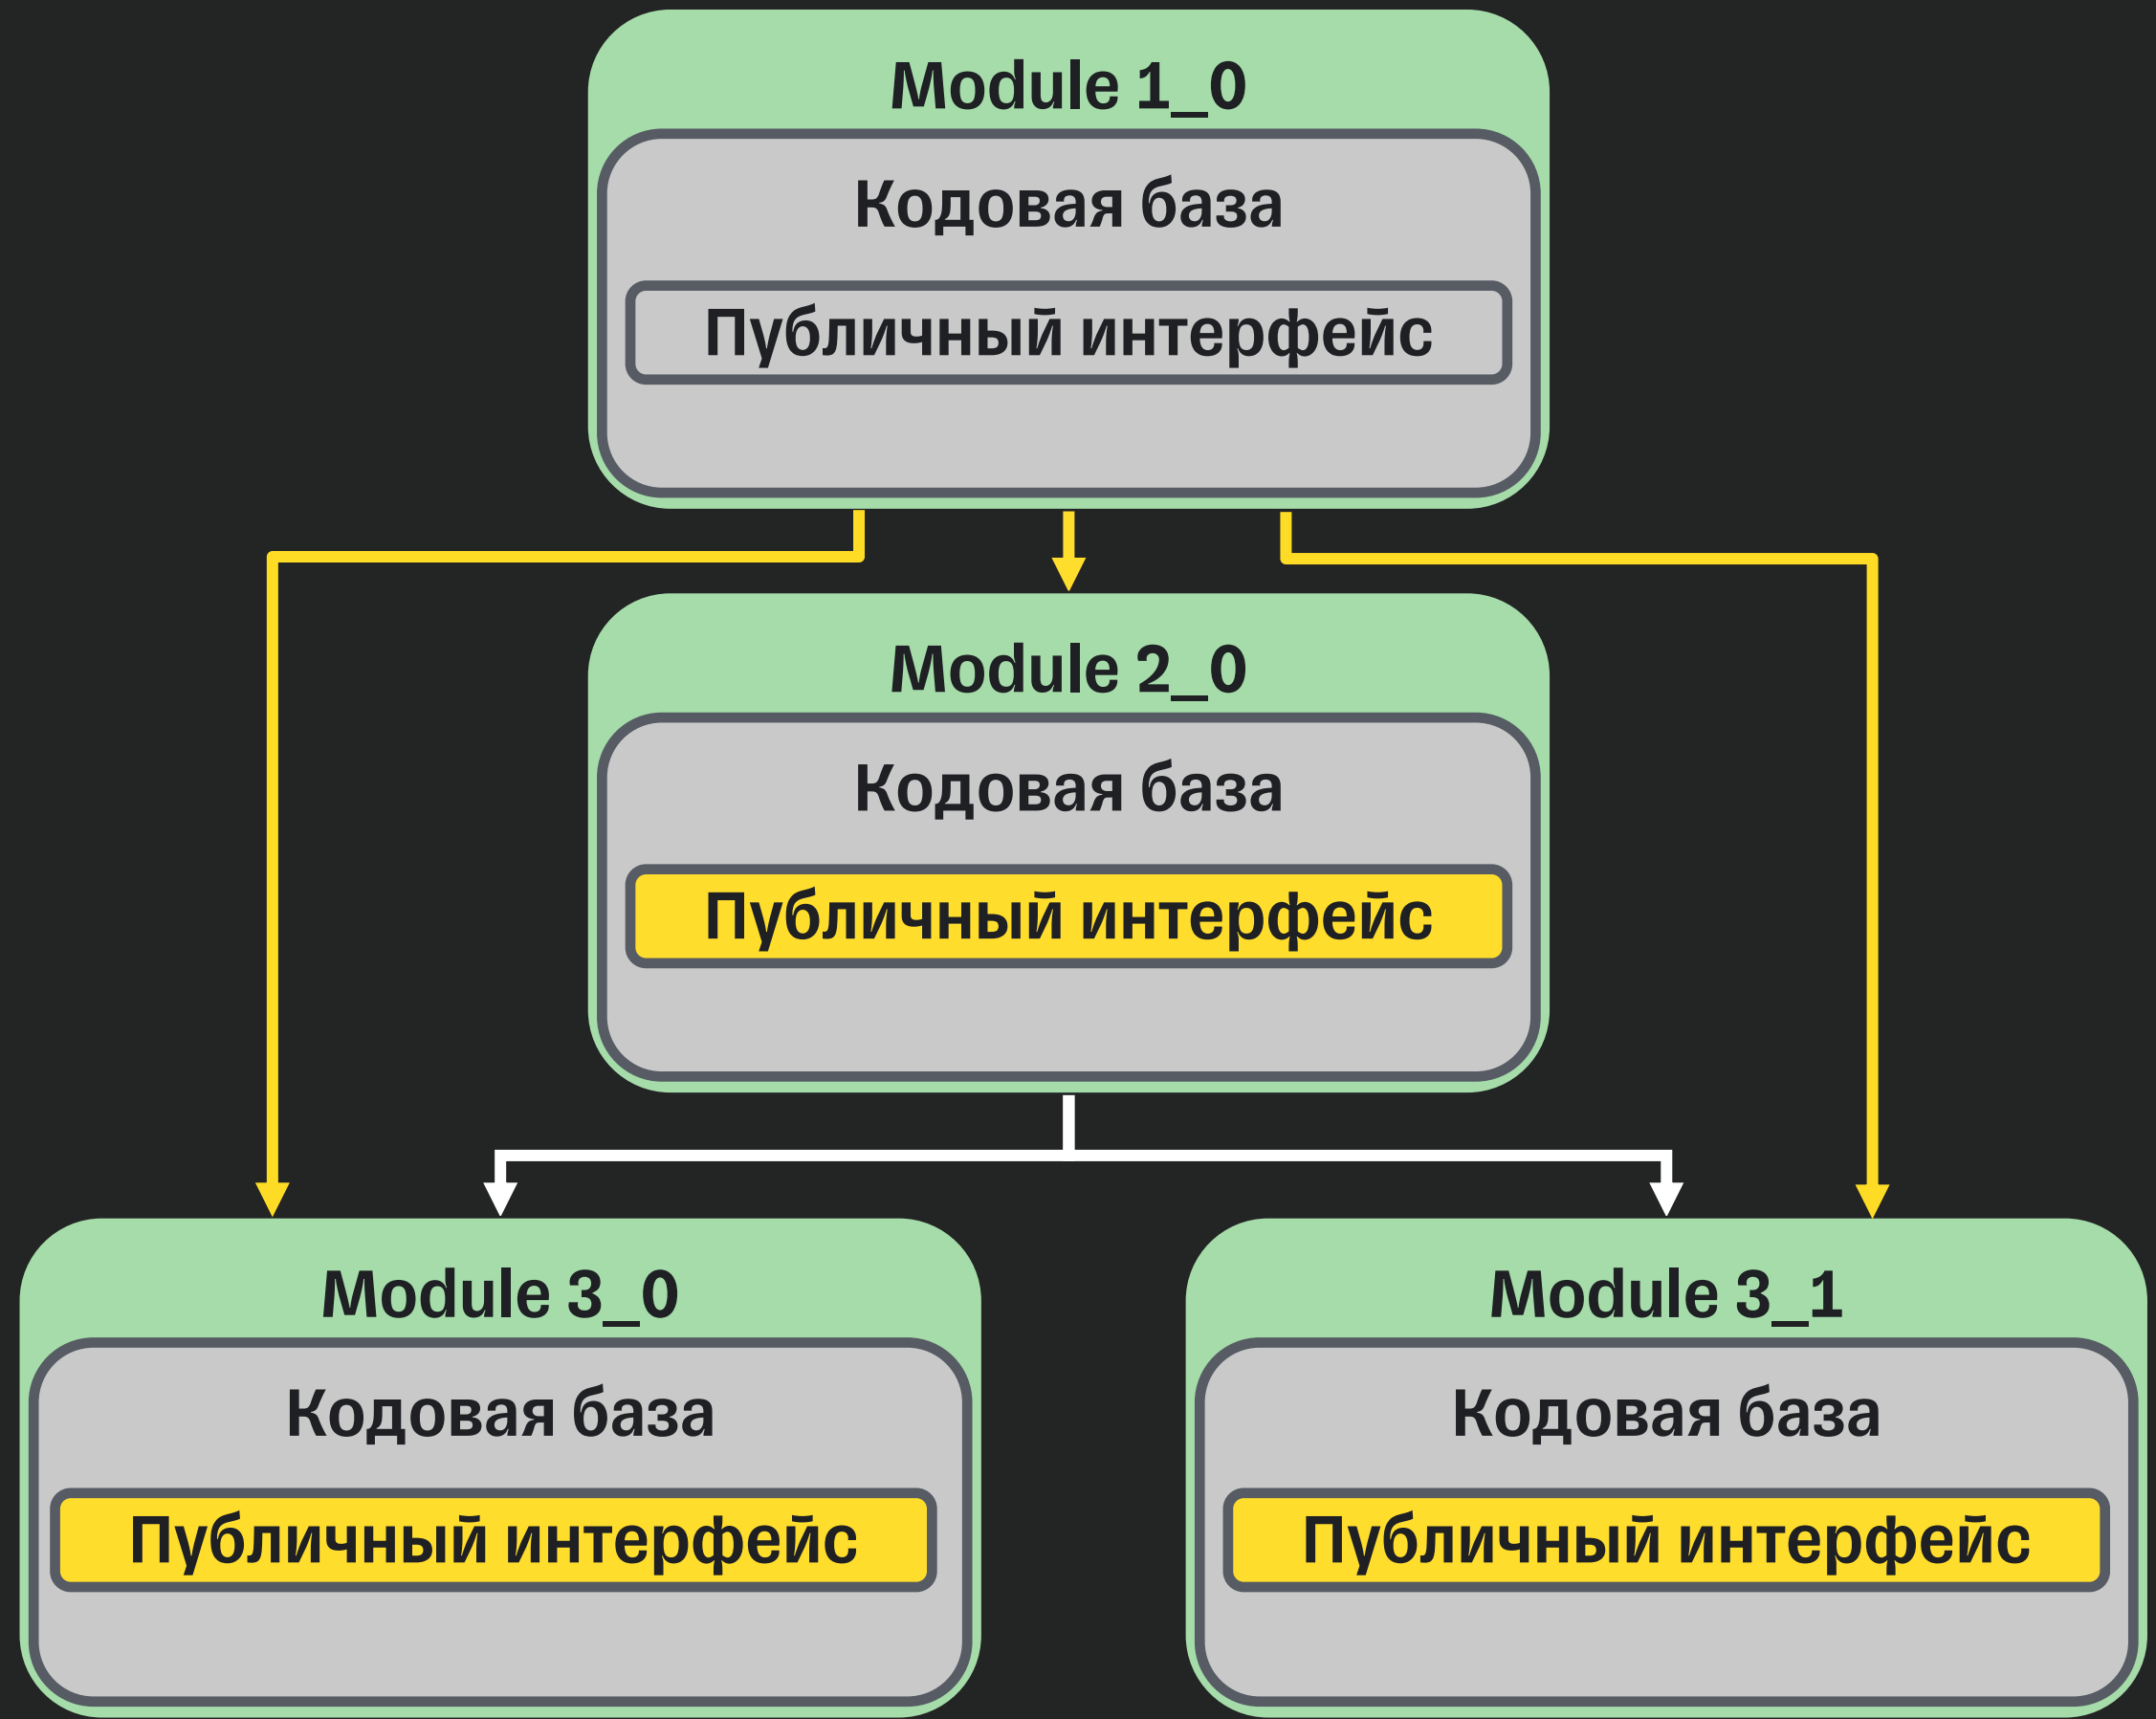 Module 1_0
Кодовая база
Публичный интерфейс
Module 2_0
Кодовая база
Публичный интерфейс
Module 3_0
Кодовая база
Публичный интерфейс
Module 3_1
Кодовая база
Публичный интерфейс